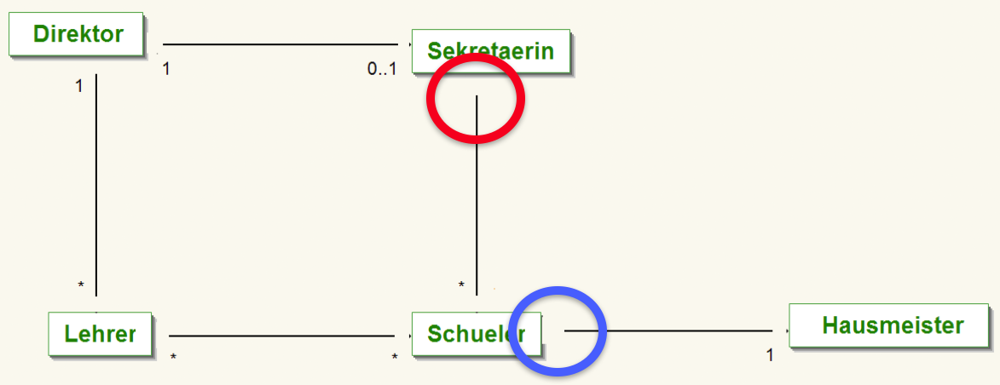 Direktor
Sekretaerin
1
0..1
1
*
*
Lehrer
Schueler
Hausmeister
*
*
1